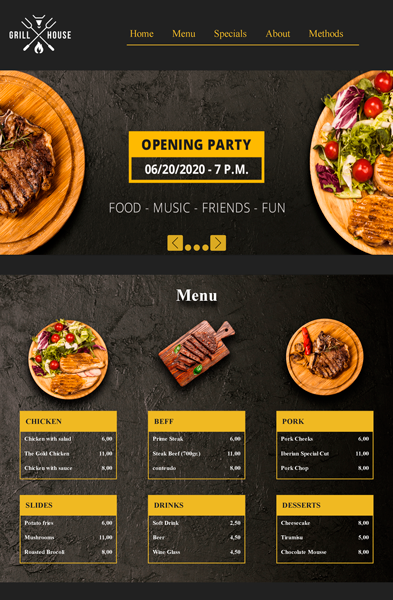 GRILL HOUSE
Home Menu Specials About Methods
OPENING PARTY
06/20/2020 - 7 P.M.
FOOD - MUSIC - FRIENDS - FUN
Menu
CHICKEN
Chicken with salad 6,00
The Gold Chicken 11,00
Chicken with sauce 8,00
BEFF
Prime Steak 6,00
Steak Beef (700gr.) 11,00
contendo 8,00
PORK
Pork Cheeks 6,00
Iberian Special Cut 11,00
Pork Chop 8,00
SLIDES
Potato fries 6,00
Mushrooms 11,00
Roasted Brocoli 8,00
DRINKS
Soft Drink 2,50
Beer 4,50
Wine Glass 4,50
DESSERTS
Cheesecake 8,00
Tiramisu 5,00
Chocolate Mousse 8,00